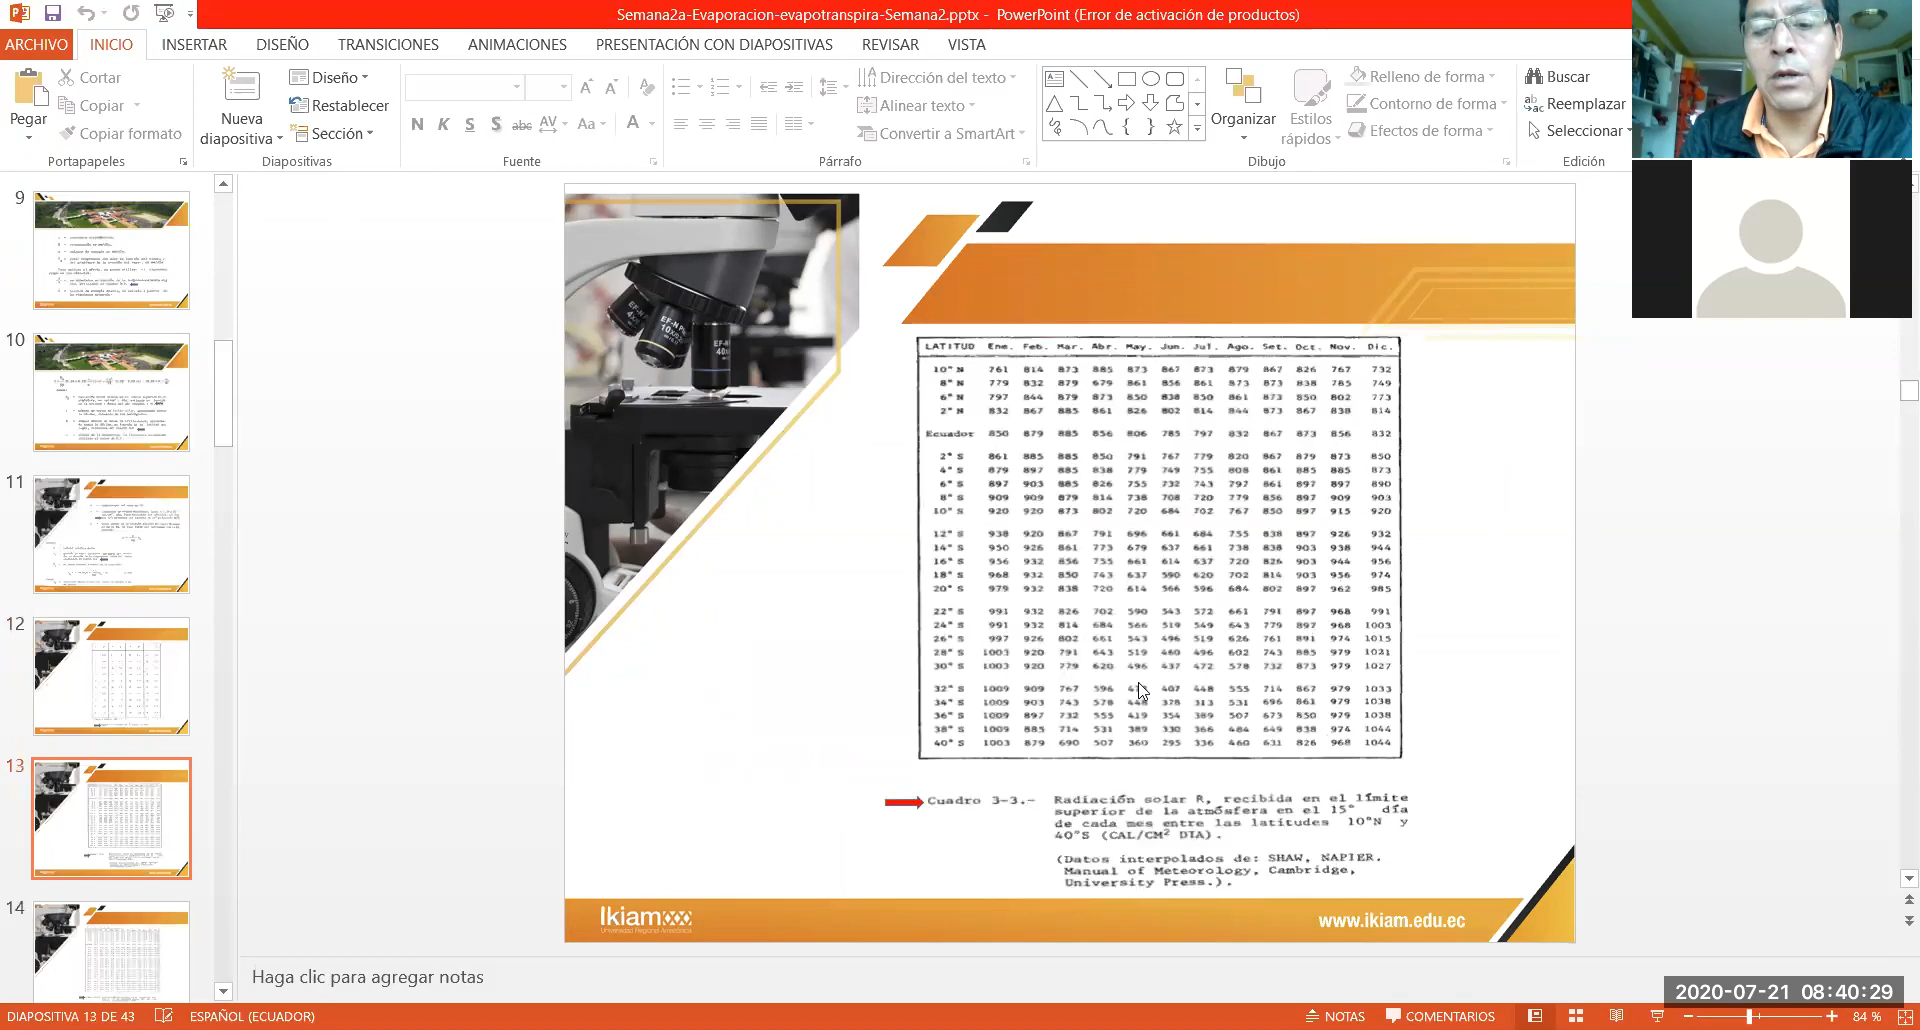 Semana2a-Evaporacion-evapotranspira-Semana2.pptx - PowerPoint (Error de activación de productos)
ARCHIVO INICIO INSERTAR DISEÑO TRANSICIONES ANIMACIONES PRESENTACIÓN CON DIAPOSITIVAS REVISAR VISTA
Pegar
Cortar
Copiar
Copiar formato
Portapapeles
Nueva diapositiva
Diseño
Restablecer
Sección
Diapositivas
N K S S abc AV Aa A
Fuente
Dirección del texto
Alinear texto
Convertir a SmartArt
Párrafo
Organizar
Estilos rápidos
Relleno de forma
Contorno de forma
Efectos de forma
Dibujo
Buscar
Reemplazar
Seleccionar
Edición
9
10
11
12
13
14
LATITUD Ene. Feb. Mar. Abr. May. Jun. Jul. Ago. Set. Oct. Nov. Dic.
10° N 761 814 873 885 873 867 873 879 867 826 767 732
8° N 779 832 879 679 861 856 861 873 873 838 785 749
6° N 797 844 879 873 850 838 850 861 873 850 802 773
2° N 832 867 885 861 826 802 814 844 873 867 838 814
Ecuador 850 879 885 856 806 785 797 832 867 873 856 832
2° S 861 885 885 850 791 767 779 820 867 879 873 850
4° S 879 897 885 838 779 749 755 808 861 885 885 873
6° S 897 903 885 826 755 732 743 797 861 897 897 890
8° S 909 909 879 814 738 708 720 779 856 897 909 903
10° S 920 920 873 802 720 684 702 767 850 897 915 920
12° S 938 920 867 791 696 661 684 755 838 897 926 932
14° S 950 926 861 773 679 637 661 738 838 903 938 944
16° S 956 932 856 755 661 614 637 720 826 903 944 956
18° S 968 932 850 743 637 590 620 702 814 903 956 974
20° S 979 932 838 720 614 566 596 684 802 897 962 985
22° S 991 932 826 702 590 543 572 661 791 897 968 991
24° S 991 932 814 684 566 519 549 643 779 897 968 1003
26° S 997 926 802 661 543 496 519 626 761 891 974 1015
28° S 1003 920 791 643 519 460 496 602 743 885 979 1021
30° S 1003 920 779 620 496 437 472 578 732 873 979 1027
32° S 1009 909 767 596 407 448 555 714 867 979 1033
34° S 1009 903 743 578 448 378 313 531 696 861 979 1038
36° S 1009 897 732 555 419 354 389 507 673 850 979 1038
38° S 1009 885 714 531 389 330 366 484 649 838 974 1044
40° S 1003 879 690 507 360 295 336 460 631 826 968 1044
Cuadro 3-3.- Radiación solar R, recibida en el límite
superior de la atmósfera en el 15° día
de cada mes entre las latitudes 10°N y
40°S (CAL/CM² DIA).
(Datos interpolados de: SHAW, NAPIER.
Manual of Meteorology, Cambridge,
University Press.).
EF-N
10X
EF-N
40X
Ikiam
Universidad Regional Amazónica
www.ikiam.edu.ec
Haga clic para agregar notas
2020-07-21 08:40:29
DIAPOSITIVA 13 DE 43 ESPAÑOL (ECUADOR) NOTAS COMENTARIOS 84 %